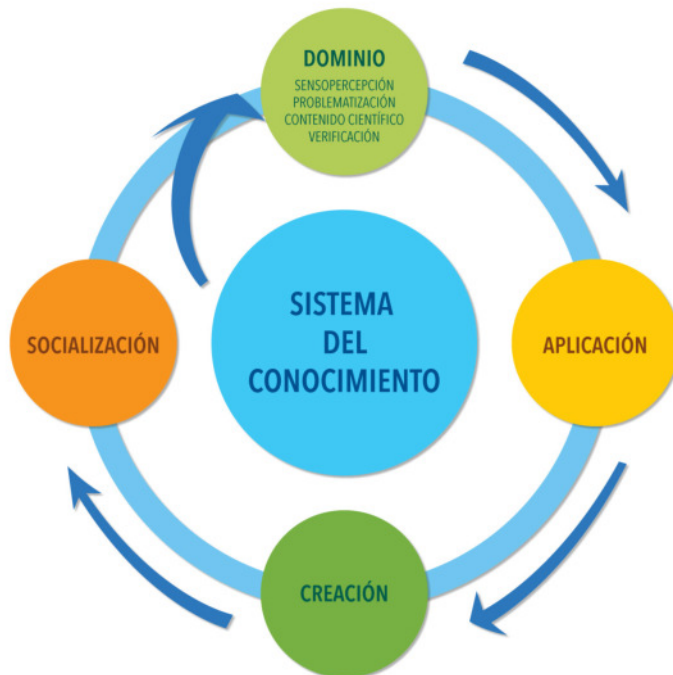 DOMINIO
SENSOPERCEPCIÓN
PROBLEMATIZACIÓN
CONTENIDO CIENTÍFICO
VERIFICACIÓN
SOCIALIZACIÓN
SISTEMA
DEL
CONOCIMIENTO
APLICACIÓN
CREACIÓN